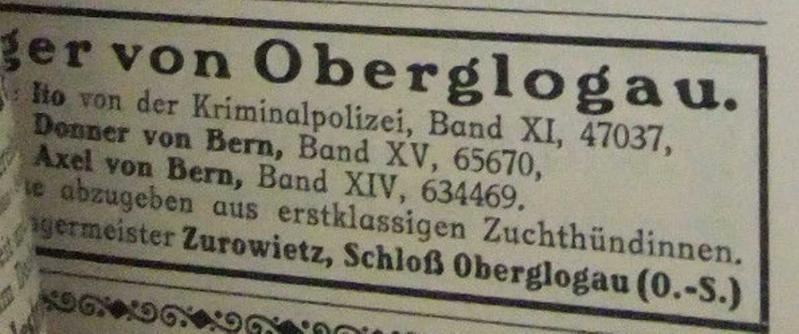 ger von Oberglogau.
: Ito von der Kriminalpolizei, Band XI, 47037,
Donner von Bern, Band XV, 65670,
Axel von Bern, Band XIV, 634469.
e abzugeben aus erstklassigen Zuchthündinnen.
germeister Zurowietz, Schloß Oberglogau (O.-S.)